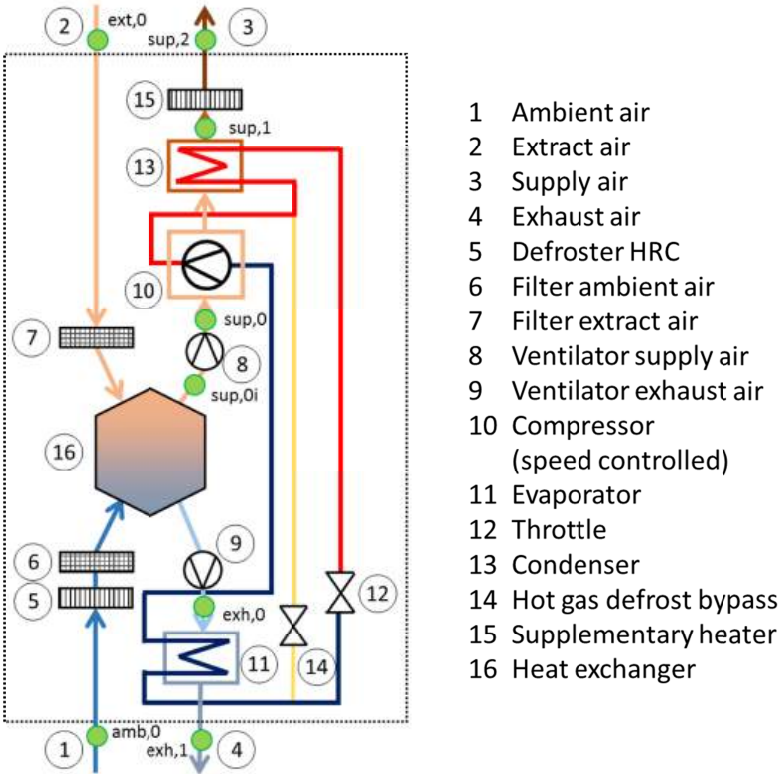 2
ext,0
sup,2
3
15
sup,1
13
10
sup,0
7
8
sup,0i
16
9
6
5
exh,0
12
11
14
1
amb,0
exh,1
4
1 Ambient air
2 Extract air
3 Supply air
4 Exhaust air
5 Defroster HRC
6 Filter ambient air
7 Filter extract air
8 Ventilator supply air
9 Ventilator exhaust air
10 Compressor
(speed controlled)
11 Evaporator
12 Throttle
13 Condenser
14 Hot gas defrost bypass
15 Supplementary heater
16 Heat exchanger